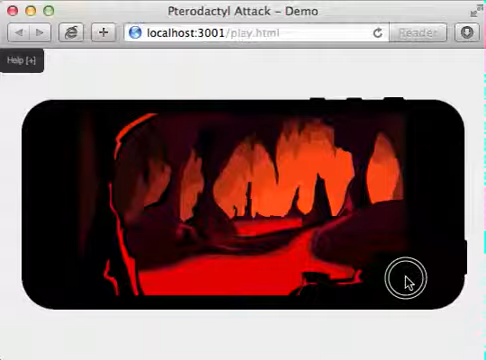 Pterodactyl Attack – Demo
localhost:3001/play.html
Reader
Help [+]